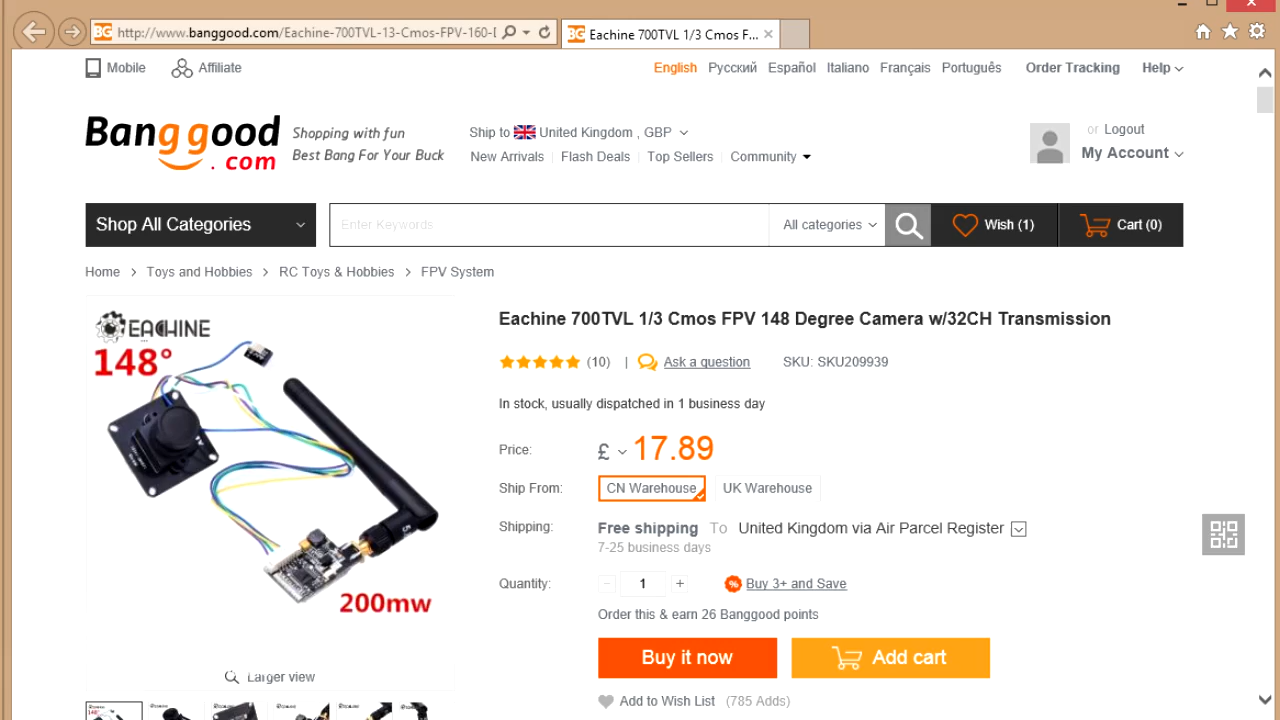 BG http://www.banggood.com/Eachine-700TVL-13-Cmos-FPV-160-
BG Eachine 700TVL 1/3 Cmos F...
Mobile Affiliate English Русский Español Italiano Français Português Order Tracking Help
Banggood.com
Shopping with fun
Best Bang For Your Buck
Ship to United Kingdom , GBP
New Arrivals Flash Deals Top Sellers Community
or Logout
My Account
Shop All Categories Enter Keywords All categories Wish (1) Cart (0)
Home > Toys and Hobbies > RC Toys & Hobbies > FPV System
EACHINE
148°
200mw
Larger view
Eachine 700TVL 1/3 Cmos FPV 148 Degree Camera w/32CH Transmission
(10) | Ask a question SKU: SKU209939
In stock, usually dispatched in 1 business day
Price: £ 17.89
Ship From: CN Warehouse UK Warehouse
Shipping: Free shipping To United Kingdom via Air Parcel Register
7-25 business days
Quantity: - 1 + % Buy 3+ and Save
Order this & earn 26 Banggood points
Buy it now Add cart
Add to Wish List (785 Adds)